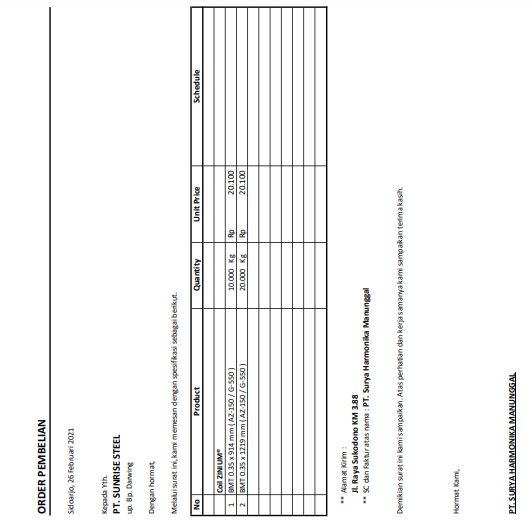 ORDER PEMBELIAN
Sidoarjo, 26 Februari 2021
Kepada Yth.
PT. SUNRISE STEEL
up. Bp. Darwing
Dengan hormat,
Melalui surat ini, kami memesan dengan spesifikasi sebagai berikut.
No Product Quantity Unit Price Schedule
Coil ZINIUM®
1 BMT 0.35 x 914 mm ( AZ-150 / G-550 ) 10.000 Kg Rp 20.100
2 BMT 0.35 x 1219 mm ( AZ-150 / G-550 ) 20.000 Kg Rp 20.100
** Alamat Kirim :
Jl. Raya Sukodono KM 3.88
** SC dan Faktur atas nama : PT. Surya Harmonika Manunggal
Demikian surat ini kami sampaikan. Atas perhatian dan kerja samanya kami sampaikan terima kasih.
Hormat Kami,
PT.SURYA HARMONIKA MANUNGGAL